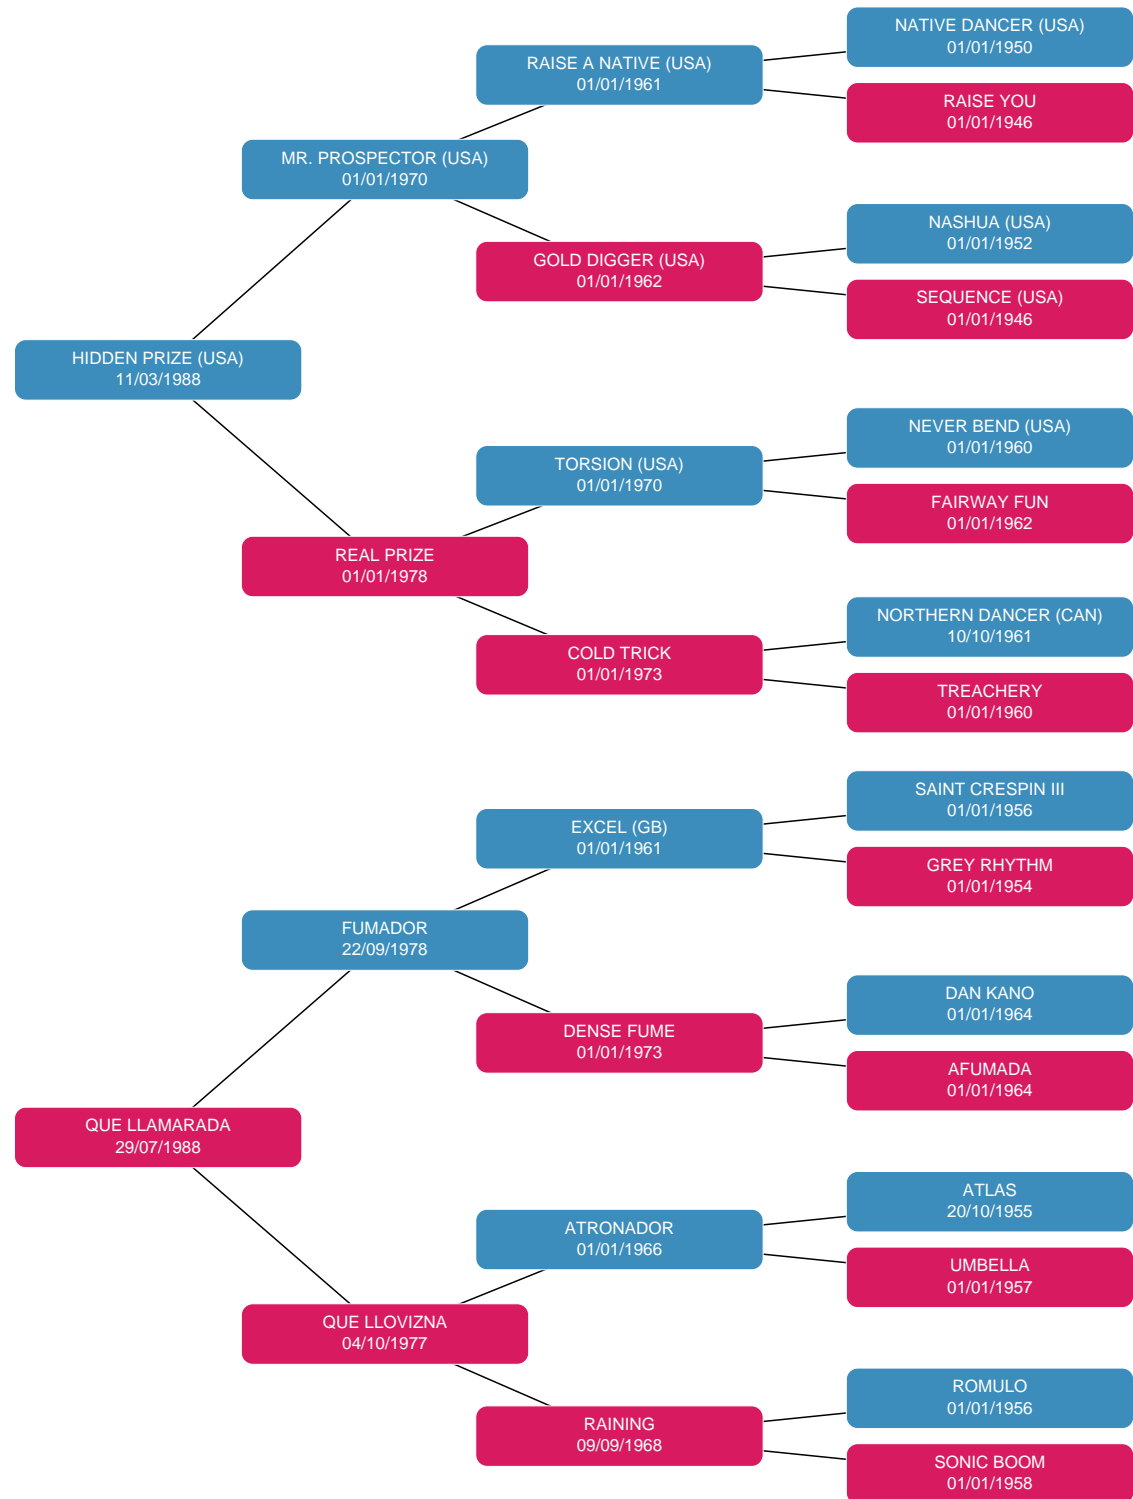 NATIVE DANCER (USA)
01/01/1950
RAISE A NATIVE (USA)
01/01/1961
RAISE YOU
01/01/1946
MR. PROSPECTOR (USA)
01/01/1970
NASHUA (USA)
01/01/1952
GOLD DIGGER (USA)
01/01/1962
SEQUENCE (USA)
01/01/1946
HIDDEN PRIZE (USA)
11/03/1988
NEVER BEND (USA)
01/01/1960
TORSION (USA)
01/01/1970
FAIRWAY FUN
01/01/1962
REAL PRIZE
01/01/1978
NORTHERN DANCER (CAN)
10/10/1961
COLD TRICK
01/01/1973
TREACHERY
01/01/1960
SAINT CRESPIN III
01/01/1956
EXCEL (GB)
01/01/1961
GREY RHYTHM
01/01/1954
FUMADOR
22/09/1978
DAN KANO
01/01/1964
DENSE FUME
01/01/1973
AFUMADA
01/01/1964
QUE LLAMARADA
29/07/1988
ATLAS
20/10/1955
ATRONADOR
01/01/1966
UMBELLA
01/01/1957
QUE LLOVIZNA
04/10/1977
ROMULO
01/01/1956
RAINING
09/09/1968
SONIC BOOM
01/01/1958